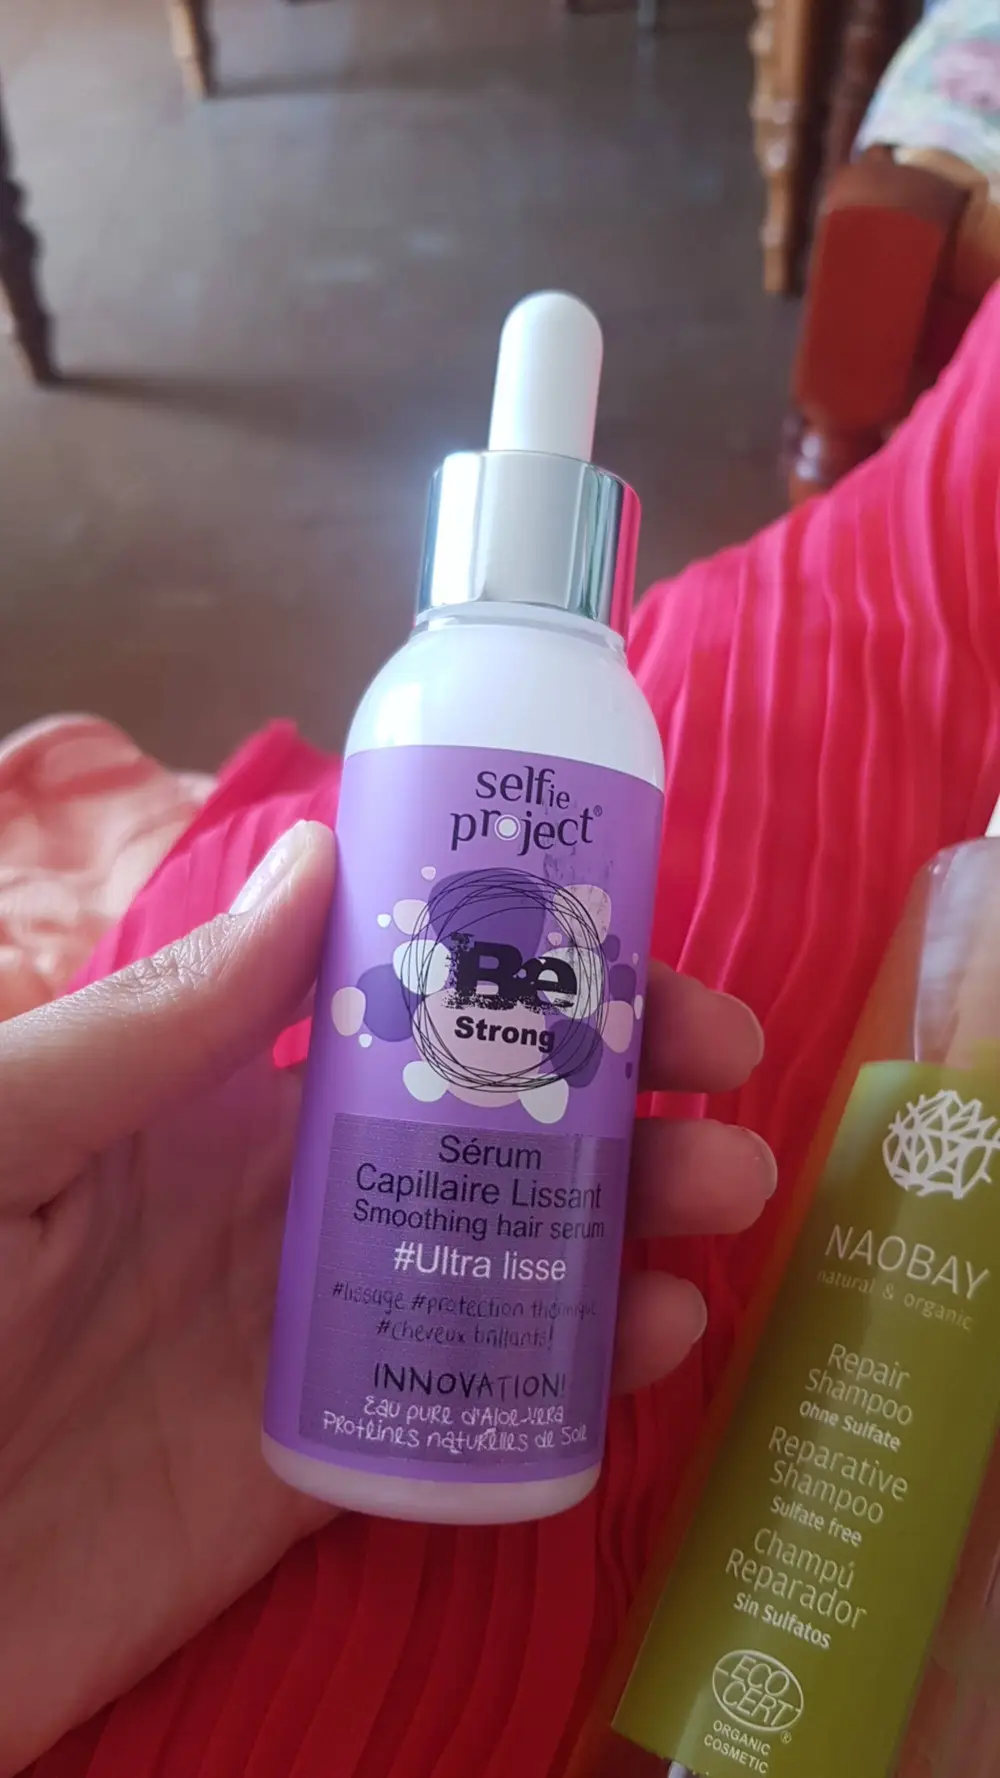 selfie
project®
Be
Strong
Sérum
Capillaire Lissant
Smoothing hair serum
#Ultra lisse
#lissage #protection thermique
#cheveux brillants!
INNOVATION!
Eau pure d'Aloe-Vera
Protéines naturelles de Soie
NAOBAY
natural & organic
Repair
Shampoo
Ohne Sulfate
Reparative
Shampoo
Sulfate free
Champú
Reparador
Sin Sulfatos
ECO
CERT®
ORGANIC
COSMETIC